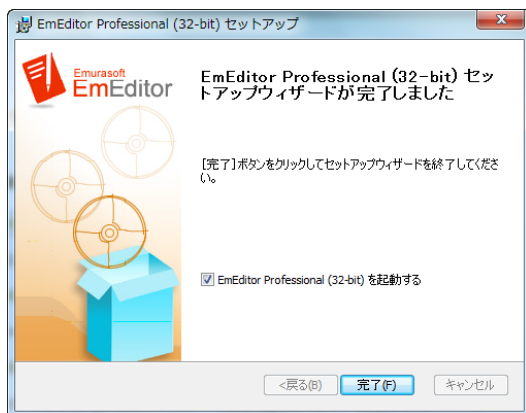 EmEditor Professional (32-bit) セットアップ
Emurasoft
EmEditor
EmEditor Professional (32-bit) セッ
トアップウィザードが完了しました
[完了]ボタンをクリックしてセットアップウィザードを終了してくださ
い。
EmEditor Professional (32-bit) を起動する
<戻る(B)
完了(F)
キャンセル